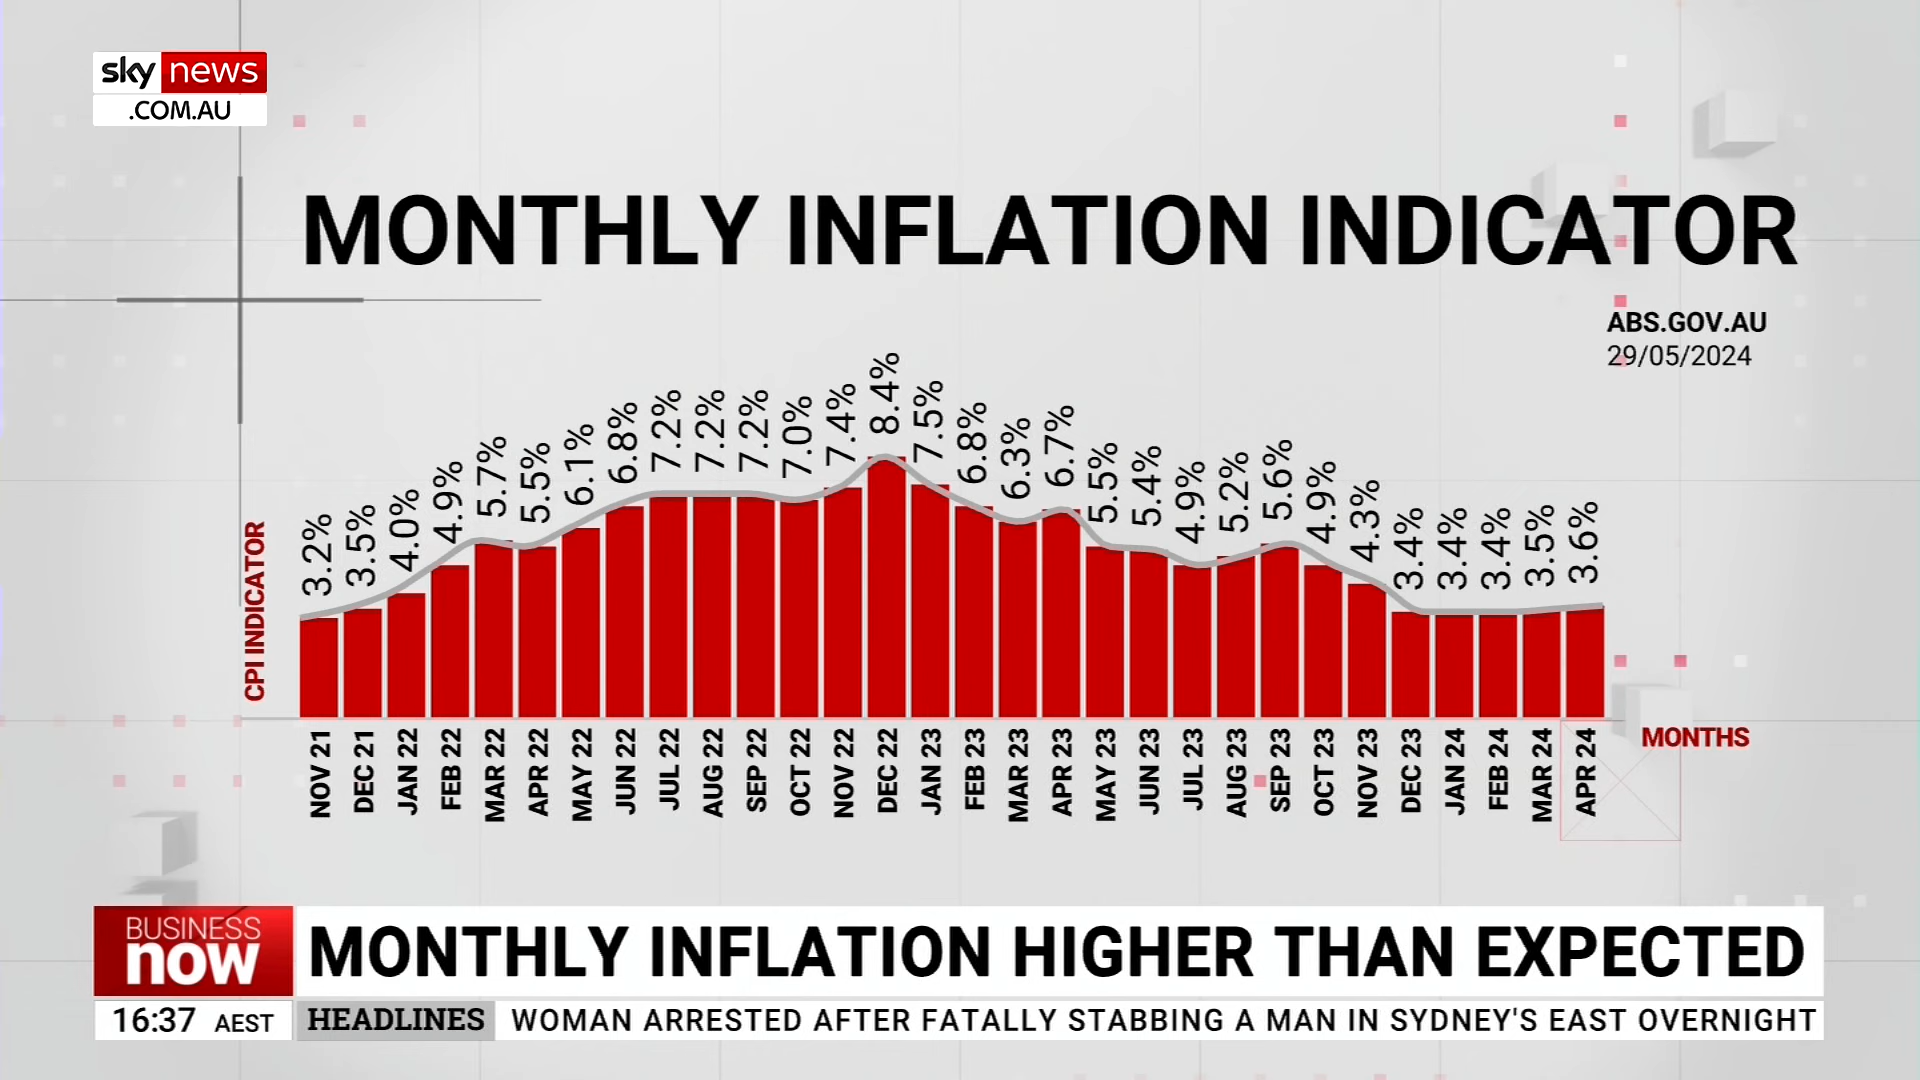 sky news
.COM.AU
MONTHLY INFLATION INDICATOR
ABS.GOV.AU
29/05/2024
CPI INDICATOR
3.2%
3.5%
4.0%
4.9%
5.7%
5.5%
6.1%
6.8%
7.2%
7.2%
7.2%
7.0%
7.4%
8.4%
7.5%
6.8%
6.3%
6.7%
5.5%
5.4%
4.9%
5.2%
5.6%
4.9%
4.3%
3.4%
3.4%
3.4%
3.5%
3.6%
NOV 21
DEC 21
JAN 22
FEB 22
MAR 22
APR 22
MAY 22
JUN 22
JUL 22
AUG 22
SEP 22
OCT 22
NOV 22
DEC 22
JAN 23
FEB 23
MAR 23
APR 23
MAY 23
JUN 23
JUL 23
AUG 23
SEP 23
OCT 23
NOV 23
DEC 23
JAN 24
FEB 24
MAR 24
APR 24
MONTHS
BUSINESS
now
MONTHLY INFLATION HIGHER THAN EXPECTED
16:37 AEST
HEADLINES
WOMAN ARRESTED AFTER FATALLY STABBING A MAN IN SYDNEY'S EAST OVERNIGHT